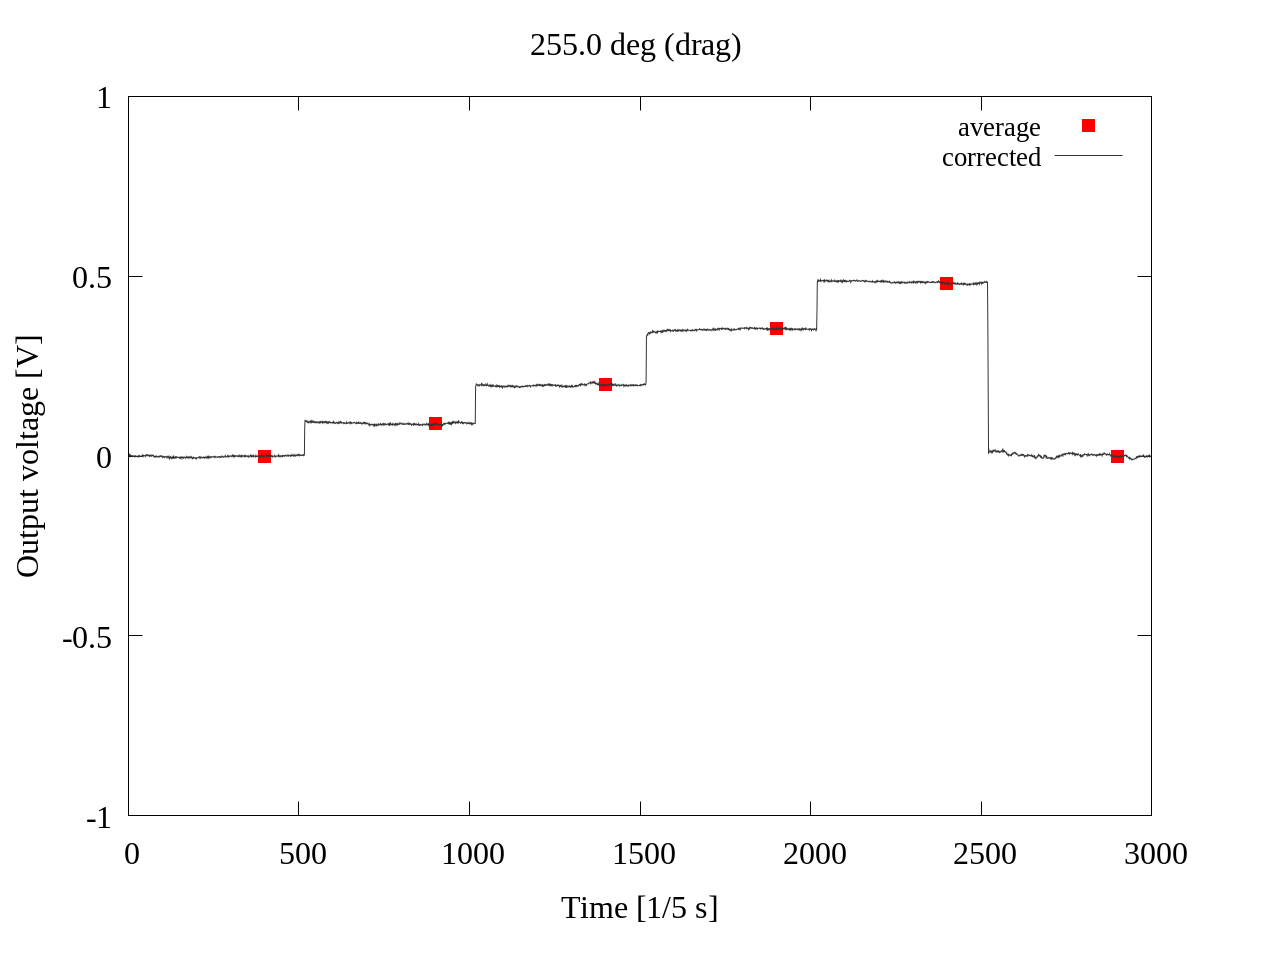 255.0 deg (drag)
1
average
corrected
0.5
0
-0.5
-1
Output voltage [V]
0 500 1000 1500 2000 2500 3000
Time [1/5 s]